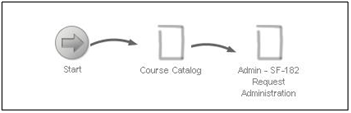 Start
Course Catalog
Admin - SF-182
Request
Administration